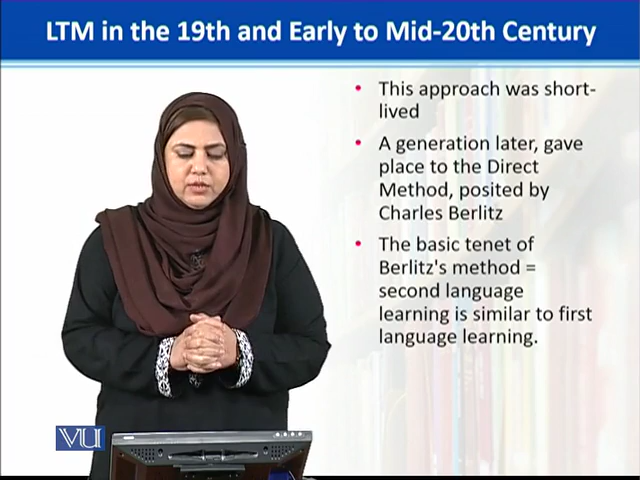 LTM in the 19th and Early to Mid-20th Century
• This approach was short-
lived
• A generation later, gave
place to the Direct
Method, posited by
Charles Berlitz
• The basic tenet of
Berlitz's method =
second language
learning is similar to first
language learning.
VU